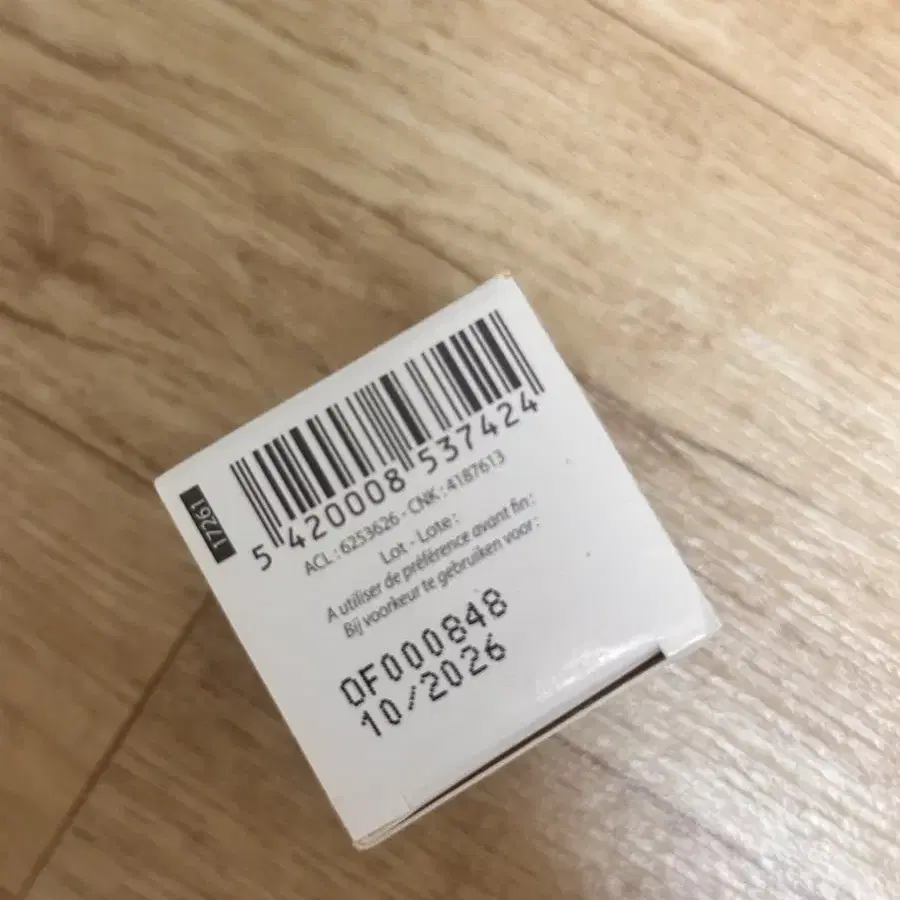 5 420008 537424
17261
ACL : 6253626 - CNK : 4187613
Lot - Lote :
A utiliser de préférence avant fin :
Bij voorkeur te gebruiken voor :
OF000848
10/2026